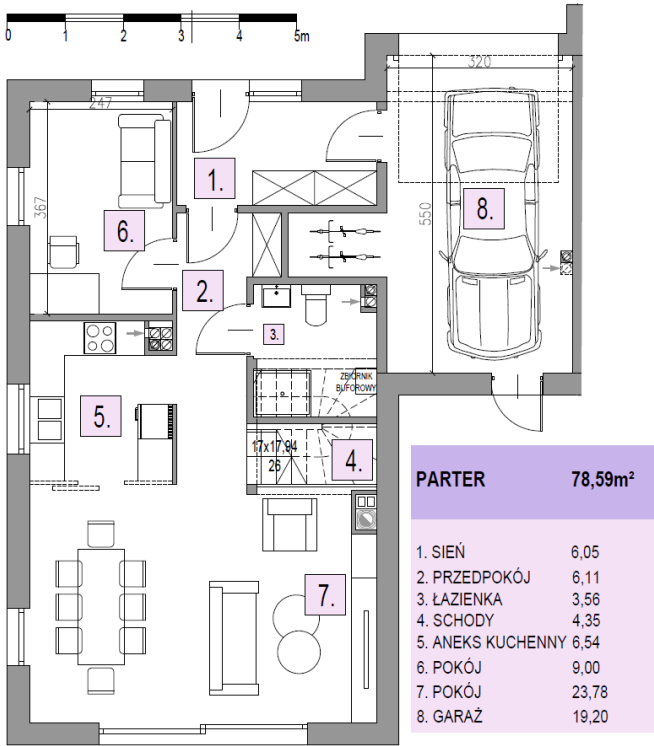 0 1 2 3 4 5m
320
247
1.
367
550
6.
8.
2.
3.
ZBIORNIK
BUFOROWY
5.
17x17,94
26
4.
PARTER 78,59m²
1. SIEŃ 6,05
2. PRZEDPOKÓJ 6,11
3. ŁAZIENKA 3,56
4. SCHODY 4,35
5. ANEKS KUCHENNY 6,54
6. POKÓJ 9,00
7. POKÓJ 23,78
8. GARAŻ 19,20
7.